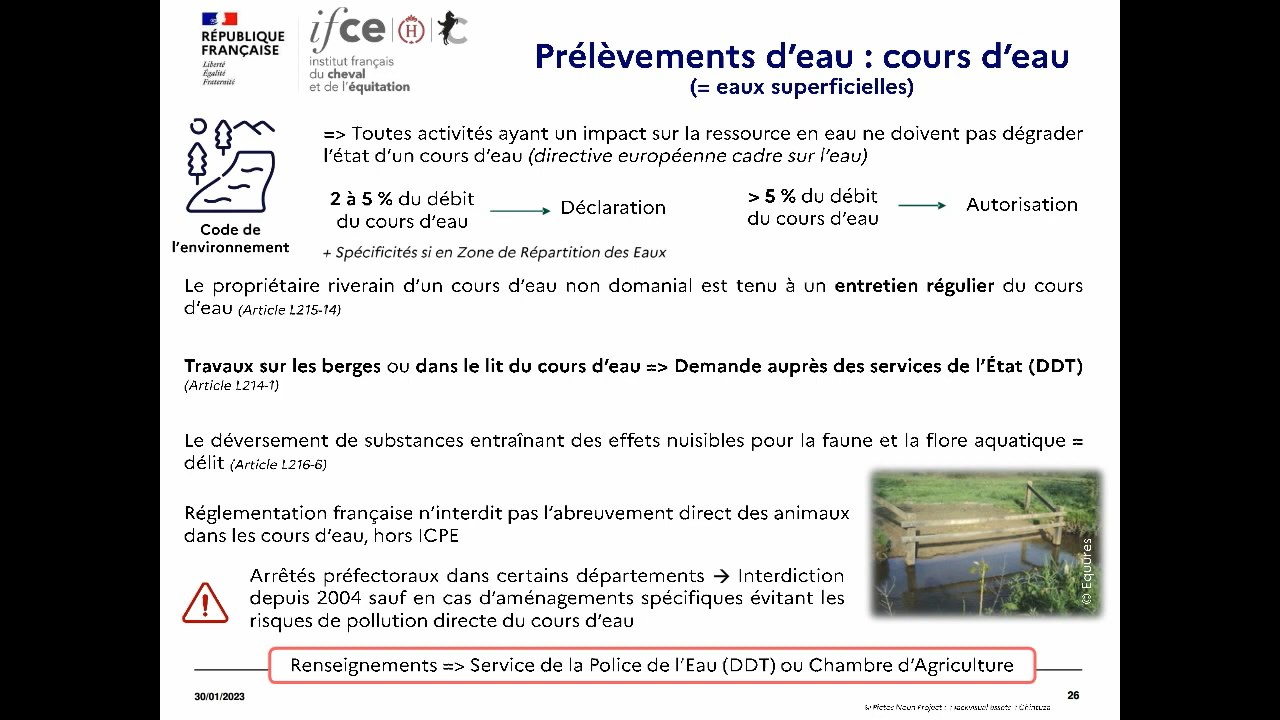 RÉPUBLIQUE
FRANÇAISE
Liberté
Égalité
Fraternité
ifce
H
institut français
du cheval
et de l'équitation
Prélèvements d'eau : cours d'eau
(= eaux superficielles)
Code de
l'environnement
=> Toutes activités ayant un impact sur la ressource en eau ne doivent pas dégrader
l'état d'un cours d'eau (directive européenne cadre sur l'eau)
2 à 5 % du débit
du cours d'eau
Déclaration
> 5 % du débit
du cours d'eau
Autorisation
+ Spécificités si en Zone de Répartition des Eaux
Le propriétaire riverain d'un cours d'eau non domanial est tenu à un entretien régulier du cours
d'eau (Article L215-14)
Travaux sur les berges ou dans le lit du cours d'eau => Demande auprès des services de l'État (DDT)
(Article L214-1)
Le déversement de substances entraînant des effets nuisibles pour la faune et la flore aquatique =
délit (Article L216-6)
Réglementation française n'interdit pas l'abreuvement direct des animaux
dans les cours d'eau, hors ICPE
© Equures
Arrêtés préfectoraux dans certains départements → Interdiction
depuis 2004 sauf en cas d'aménagements spécifiques évitant les
risques de pollution directe du cours d'eau
Renseignements => Service de la Police de l'Eau (DDT) ou Chambre d'Agriculture
30/01/2023
26
© Pictos Noun Project :